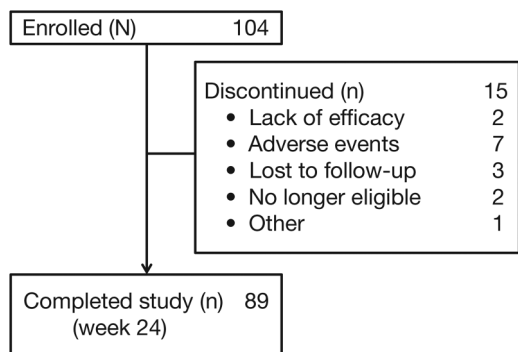 Enrolled (N) 104
Discontinued (n) 15
• Lack of efficacy 2
• Adverse events 7
• Lost to follow-up 3
• No longer eligible 2
• Other 1
Completed study (n) 89
(week 24)